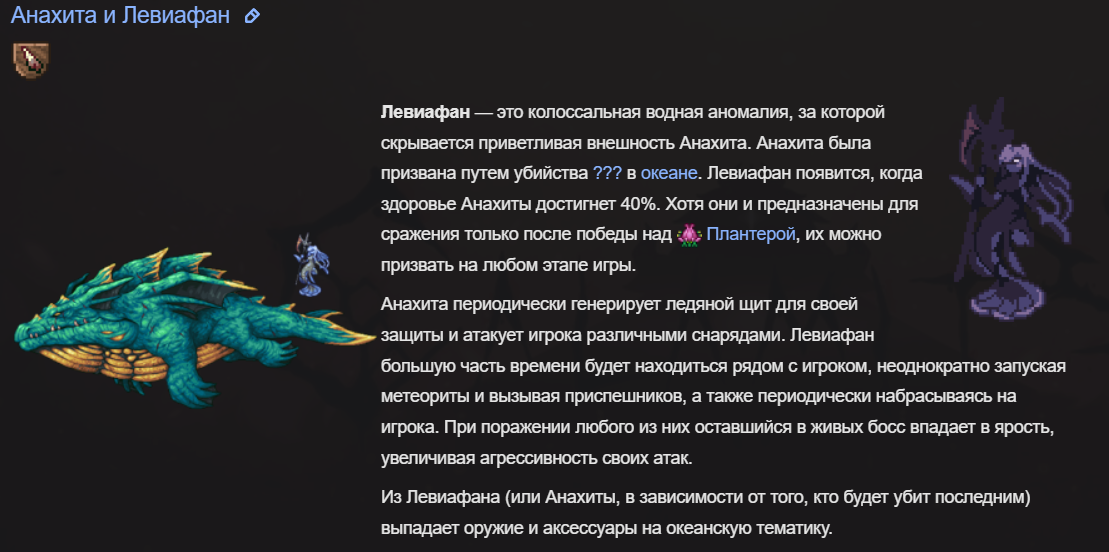 Анахита и Левиафан
Левиафан — это колоссальная водная аномалия, за которой
скрывается приветливая внешность Анахита. Анахита была
призвана путем убийства ??? в океане. Левиафан появится, когда
здоровье Анахиты достигнет 40%. Хотя они и предназначены для
сражения только после победы над Плантерой, их можно
призвать на любом этапе игры.
Анахита периодически генерирует ледяной щит для своей
защиты и атакует игрока различными снарядами. Левиафан
большую часть времени будет находиться рядом с игроком, неоднократно запуская
метеориты и вызывая приспешников, а также периодически набрасываясь на
игрока. При поражении любого из них оставшийся в живых босс впадает в ярость,
увеличивая агрессивность своих атак.
Из Левиафана (или Анахиты, в зависимости от того, кто будет убит последним)
выпадает оружие и аксессуары на океанскую тематику.